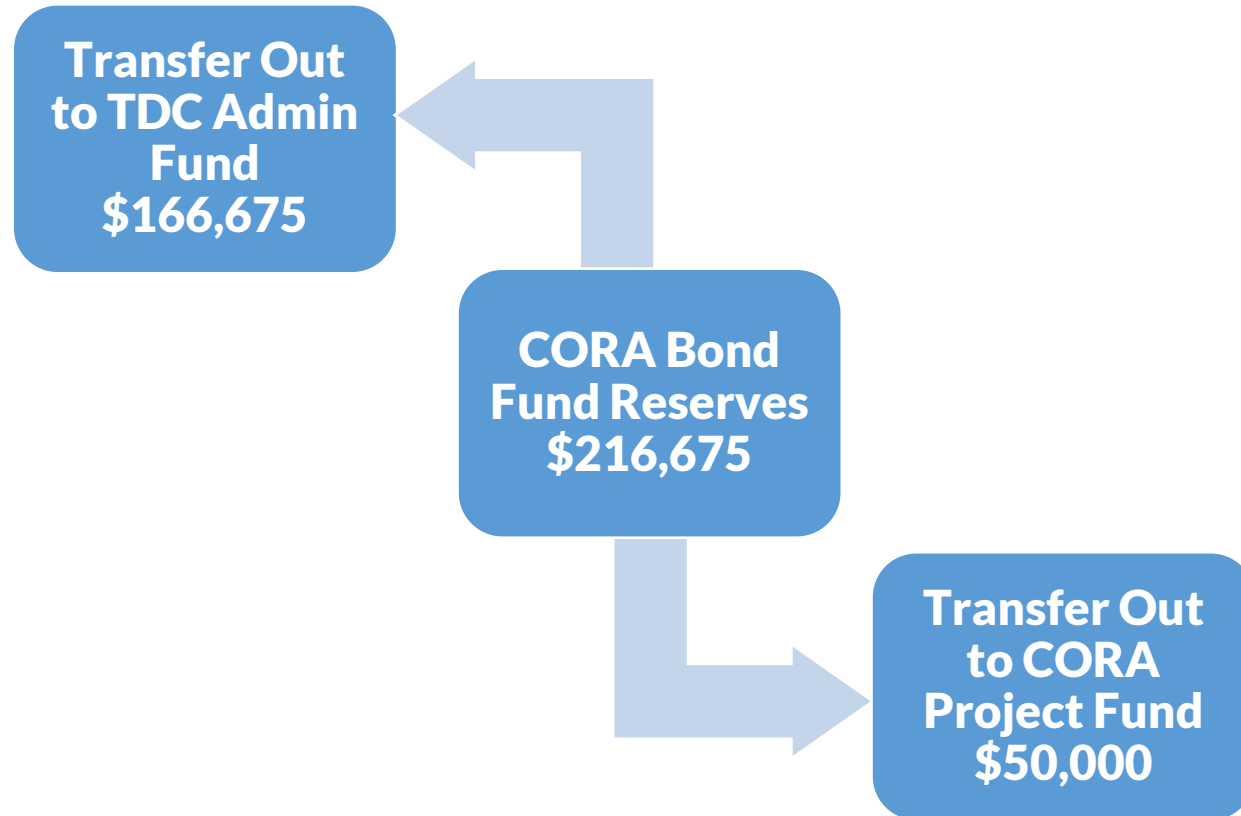 Transfer Out
to TDC Admin
Fund
$166,675
CORA Bond
Fund Reserves
$216,675
Transfer Out
to CORA
Project Fund
$50,000